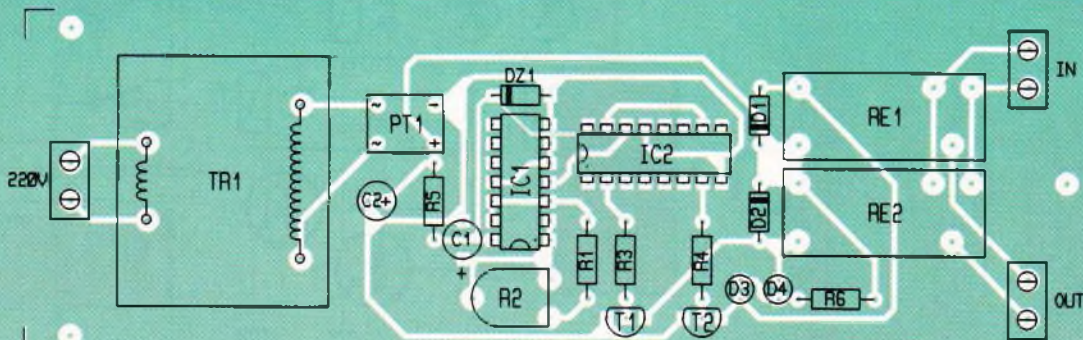 220V
TR1
~ -
PT1
~ +
C2+
R5
C1
+
DZ1
IC1
IC2
R2
R1
R3
R4
T1
T2
D1
D2
D3
D4
R6
RE1
RE2
IN
OUT